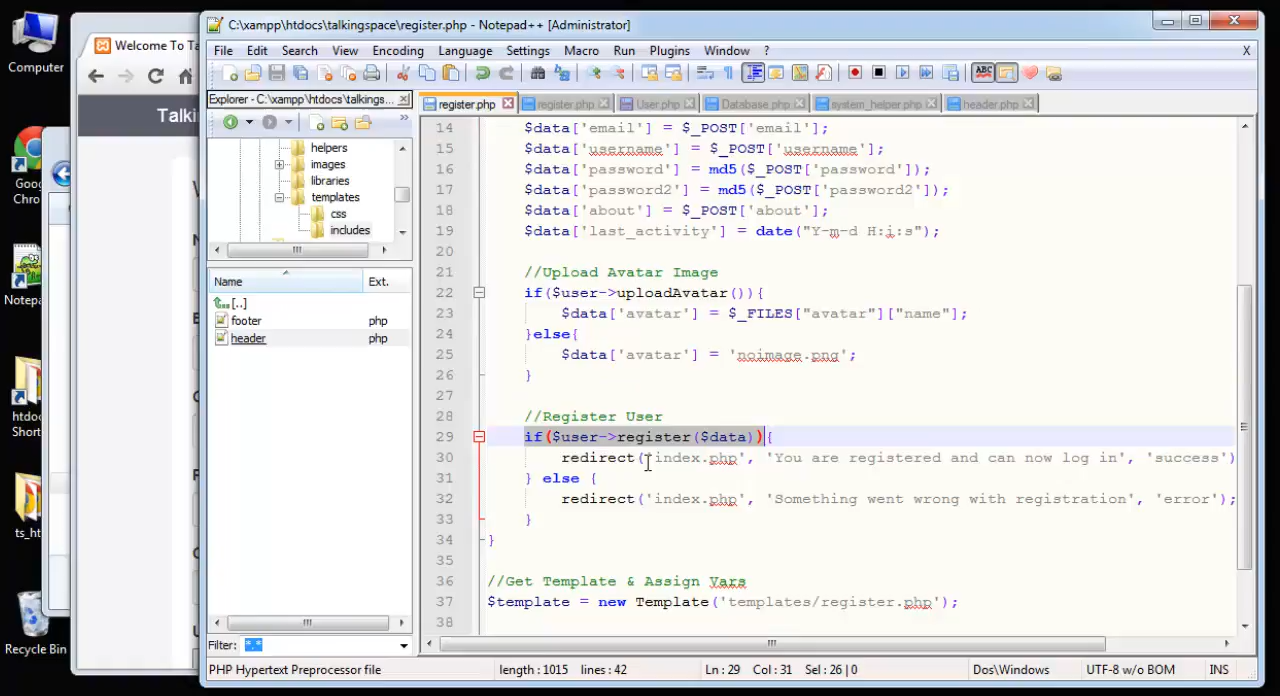 Computer
Goog
Chro
Notepa
htdoc
Short
ts_ht
Recycle Bin
Welcome To Ta
Talki
C:\xampp\htdocs\talkingspace\register.php - Notepad++ [Administrator]
File Edit Search View Encoding Language Settings Macro Run Plugins Window ? X
Explorer - C:\xampp\htdocs\talkings...
register.php register.php User.php Database.php system_helper.php header.php
helpers
images
libraries
templates
css
includes
Name Ext.
[..]
footer php
header php
Filter: *.*
14 $data['email'] = $_POST['email'];
15 $data['username'] = $_POST['username'];
16 $data['password'] = md5($_POST['password']);
17 $data['password2'] = md5($_POST['password2']);
18 $data['about'] = $_POST['about'];
19 $data['last_activity'] = date("Y-m-d H:i:s");
20
21 //Upload Avatar Image
22 if($user->uploadAvatar()){
23 $data['avatar'] = $_FILES["avatar"]["name"];
24 }else{
25 $data['avatar'] = 'noimage.png';
26 }
27
28 //Register User
29 if($user->register($data)){
30 redirect('index.php', 'You are registered and can now log in', 'success')
31 } else {
32 redirect('index.php', 'Something went wrong with registration', 'error');
33 }
34 }
35
36 //Get Template & Assign Vars
37 $template = new Template('templates/register.php');
38
PHP Hypertext Preprocessor file length : 1015 lines : 42 Ln : 29 Col : 31 Sel : 26 | 0 Dos\Windows UTF-8 w/o BOM INS